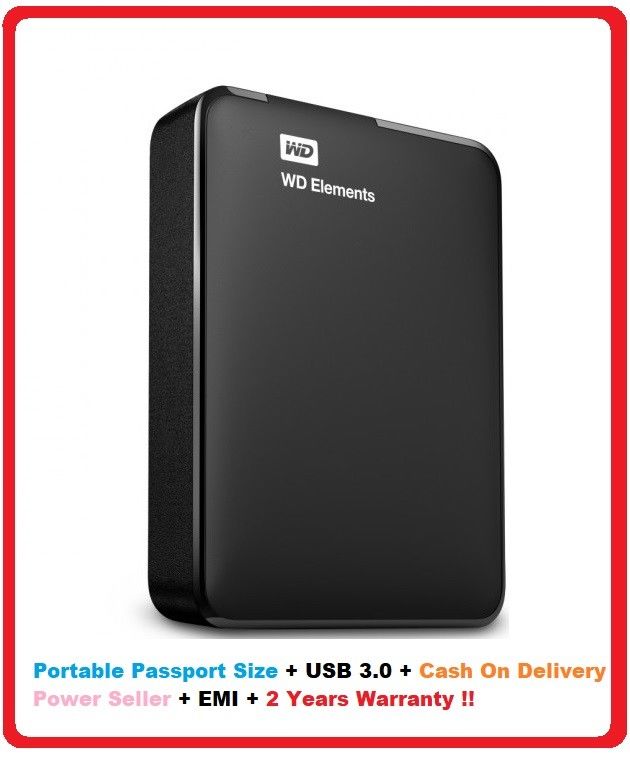 WD
WD Elements
Portable Passport Size + USB 3.0 + Cash On Delivery
Power Seller + EMI + 2 Years Warranty !!